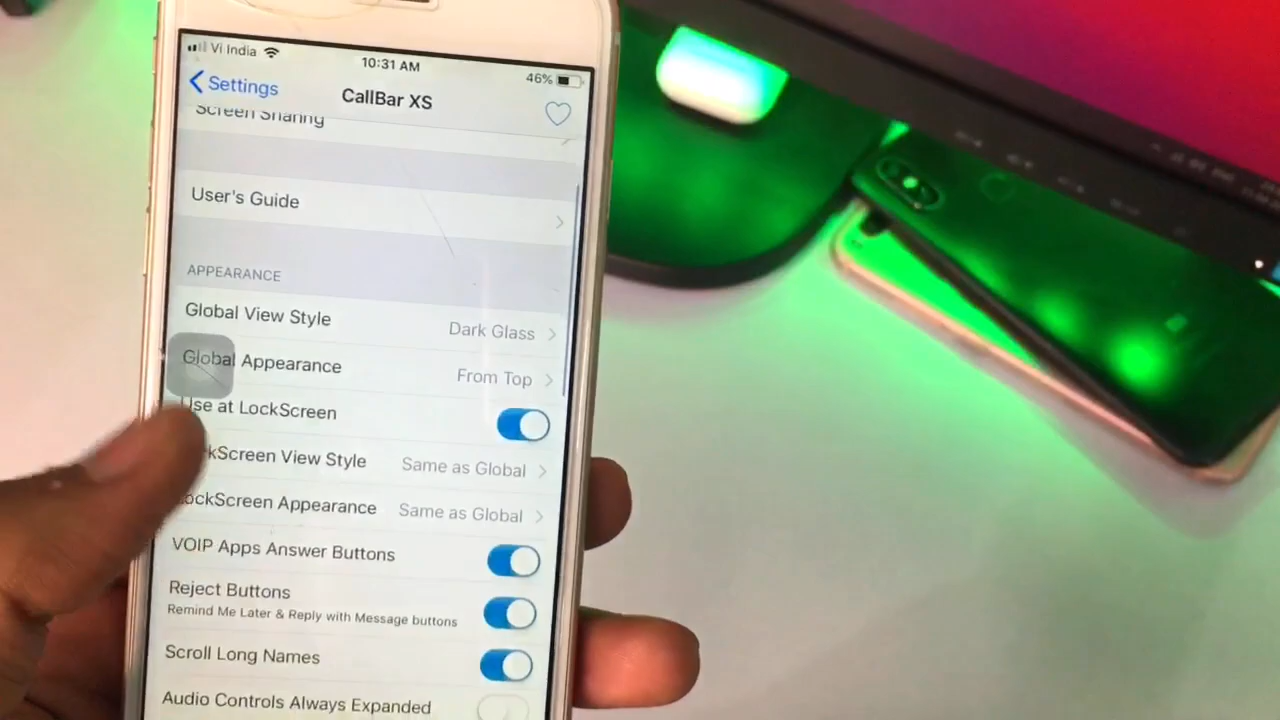 Vi India
10:31 AM
46%
Settings
CallBar XS
Screen Sharing
User's Guide
APPEARANCE
Global View Style Dark Glass
Global Appearance From Top
Use at LockScreen
LockScreen View Style Same as Global
LockScreen Appearance Same as Global
VOIP Apps Answer Buttons
Reject Buttons
Remind Me Later & Reply with Message buttons
Scroll Long Names
Audio Controls Always Expanded